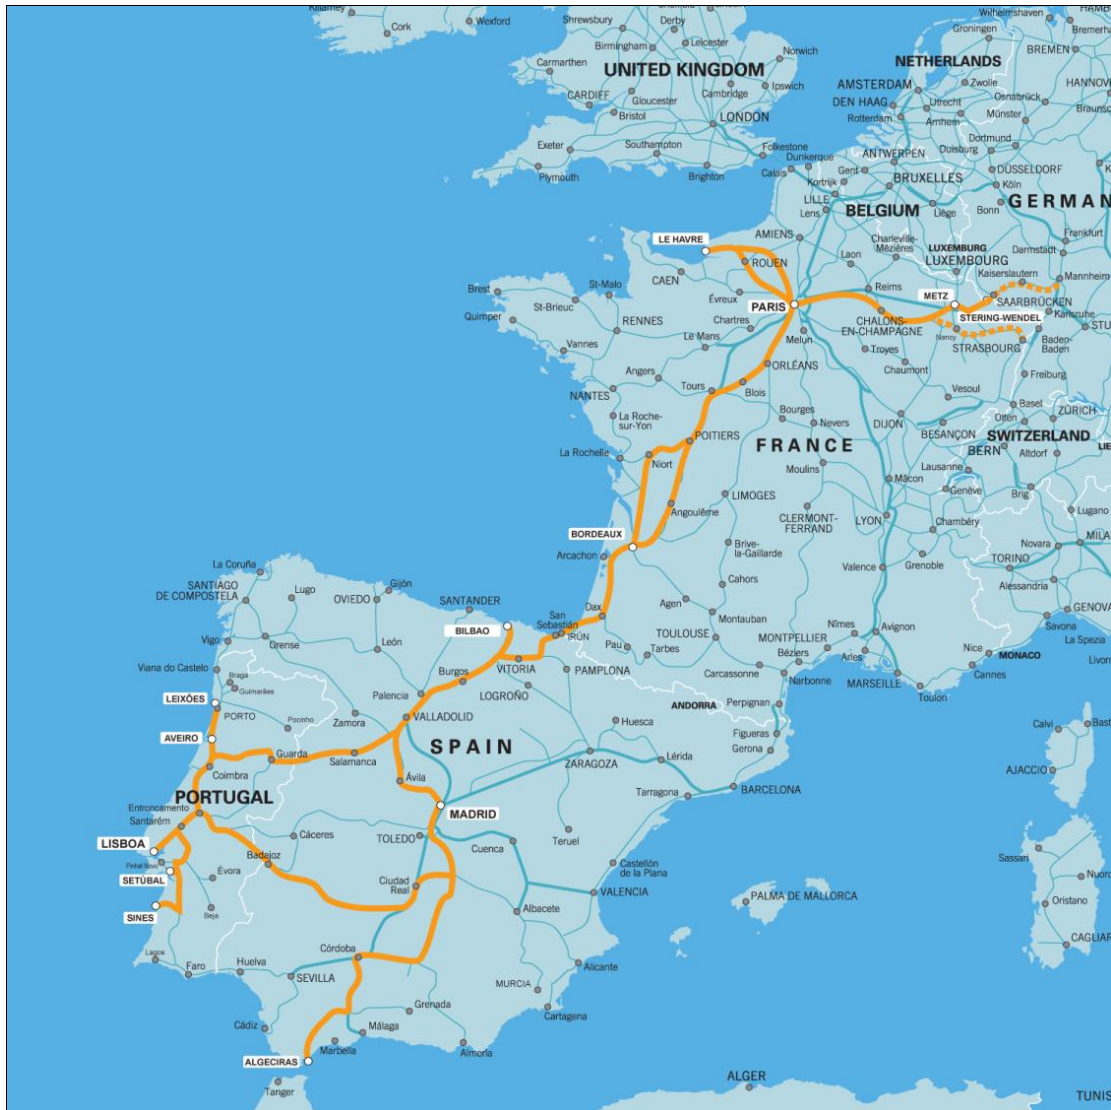 Killarney
Cork
Wexford
Shrewsbury
Derby
Leicester
Birmingham
Norwich
Carmarthen
UNITED KINGDOM
CARDIFF
Gloucester
Cambridge
Ipswich
Bristol
LONDON
Exeter
Southampton
Folkestone
Plymouth
Brighton
Dunkerque
Calais
Wilhelmshaven
HAMB
Bremerha
Groningen
BREMEN
NETHERLANDS
AMSTERDAM
Zwolle
HANNOVE
DEN HAAG
Utrecht
Osnabrück
Rotterdam
Arnhem
Münster
Braunsc
Dortmund
ANTWERPEN
Duisburg
Gent
DÜSSELDORF
Kortrijk
BRUXELLES
Köln
LILLE
Lens
BELGIUM
Liège
Bonn
GERMAN
AMIENS
Charleville-
Mézières
LUXEMBURG
LUXEMBOURG
Frankfurt
Darmstadt
LE HAVRE
ROUEN
Laon
Kaiserslautern
Mannheim
CAEN
Reims
METZ
SAARBRÜCKEN
Évreux
PARIS
Karlsruhe
STERING-WENDEL
STU
Brest
St-Malo
St-Brieuc
Quimper
RENNES
Chartres
CHALONS-
EN-CHAMPAGNE
Nancy
STRASBOURG
Baden-
Baden
Le Mans
Melun
Vannes
Troyes
Chaumont
ORLÉANS
Freiburg
Angers
Tours
Blois
Vesoul
NANTES
Basel
ZÜRICH
La Roche-
sur-Yon
Bourges
Nevers
DIJON
BESANÇON
Olten
SWITZERLAND
LIE
POITIERS
FRANCE
BERN
Altdorf
La Rochelle
Niort
Moulins
Lausanne
Mâcon
Genève
Brig
LIMOGES
Angoulême
CLERMONT-
FERRAND
LYON
Lugano
Chambéry
BORDEAUX
Novara
MILA
Arcachon
Brive-
la-Gaillarde
Grenoble
TORINO
Valence
Cahors
Alessandria
La Coruña
Gijón
SANTIAGO
DE COMPOSTELA
Lugo
OVIEDO
SANTANDER
Dax
Agen
Montauban
GENOVA
San
Sebastián
BILBAO
IRÚN
TOULOUSE
MONTPELLIER
Nîmes
Avignon
Savona
La Spezia
Vigo
Orense
León
Pau
Tarbes
Béziers
Arles
Nice
MONACO
Livorn
VITORIA
Viana do Castelo
Burgos
PAMPLONA
Carcassonne
Narbonne
MARSEILLE
Cannes
Braga
Guimarães
LOGROÑO
Toulon
LEIXÕES
Palencia
ANDORRA
Perpignan
PORTO
Pocinho
Zamora
VALLADOLID
Huesca
Calvi
Bast
AVEIRO
Figueras
Gerona
Guarda
Salamanca
SPAIN
ZARAGOZA
Lérida
Coimbra
Ávila
AJACCIO
BARCELONA
PORTUGAL
Tarragona
Entroncamento
MADRID
Santarém
LISBOA
Cáceres
TOLEDO
Cuenca
Teruel
Sassari
Pinhal Novo
Badajoz
Castellón
de la Plana
SETÚBAL
Évora
Ciudad
Real
VALENCIA
PALMA DE MALLORCA
Nuoro
SINES
Beja
Albacete
Oristano
Lagos
Faro
Huelva
Córdoba
SEVILLA
Alicante
CAGLIAR
MURCIA
Cartagena
Grenada
Cádiz
Málaga
Marbella
Almería
ALGECIRAS
Tanger
ALGER
TUNIS